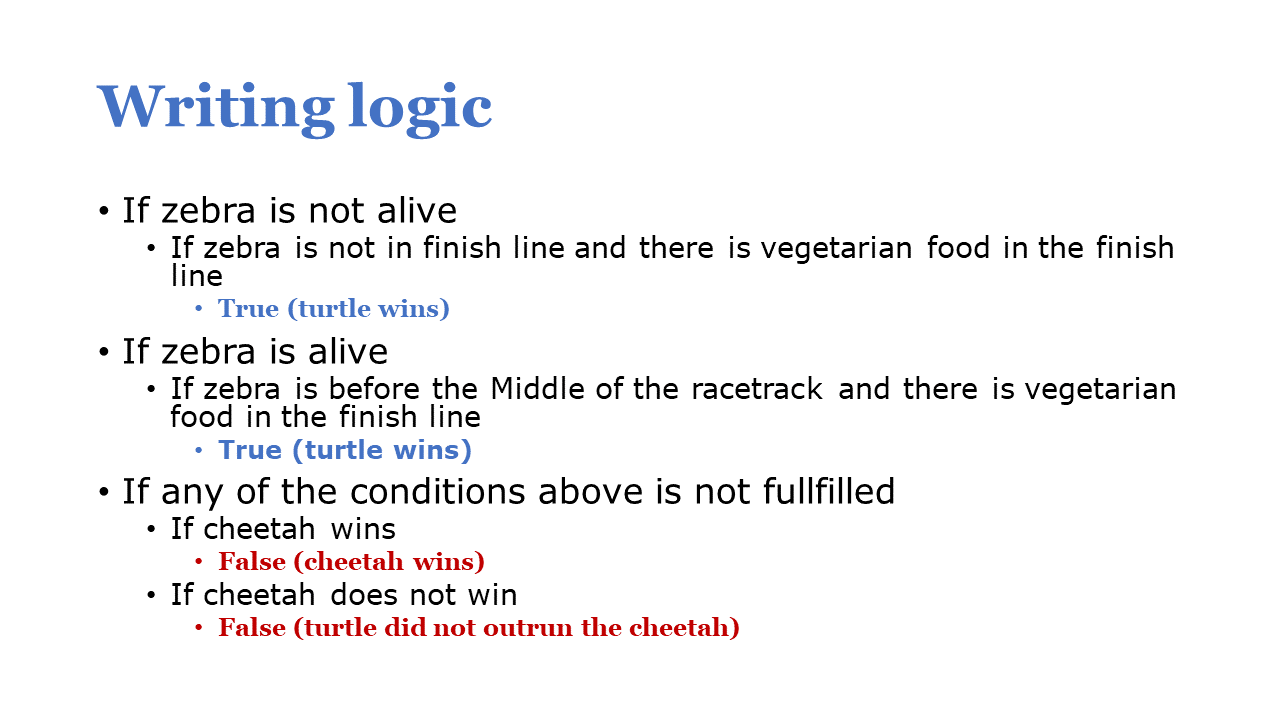 Writing logic
• If zebra is not alive
• If zebra is not in finish line and there is vegetarian food in the finish
line
• True (turtle wins)
• If zebra is alive
• If zebra is before the Middle of the racetrack and there is vegetarian
food in the finish line
• True (turtle wins)
• If any of the conditions above is not fullfilled
• If cheetah wins
• False (cheetah wins)
• If cheetah does not win
• False (turtle did not outrun the cheetah)